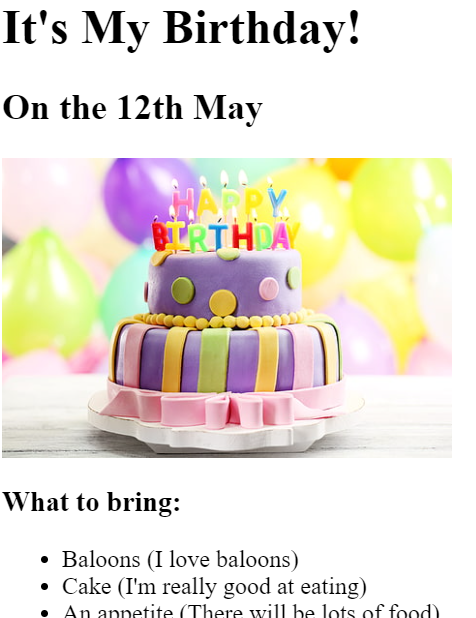 It's My Birthday!
On the 12th May
HAPPY
BIRTHDAY
What to bring:
Baloons (I love baloons)
Cake (I'm really good at eating)
An appetite (There will be lots of food)